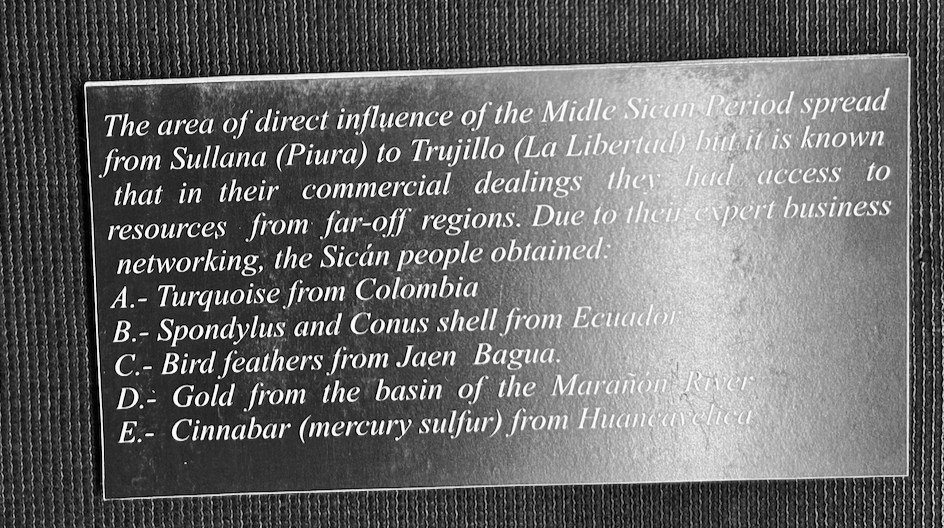 The area of direct influence of the Midle Sican Period spread
from Sullana (Piura) to Trujillo (La Libertad) but it is known
that in their commercial dealings they had access to
resources from far-off regions. Due to their expert business
networking, the Sicán people obtained:
A.- Turquoise from Colombia
B.- Spondylus and Conus shell from Ecuador
C.- Bird feathers from Jaen Bagua.
D.- Gold from the basin of the Marañón River
E.- Cinnabar (mercury sulfur) from Huancavelica